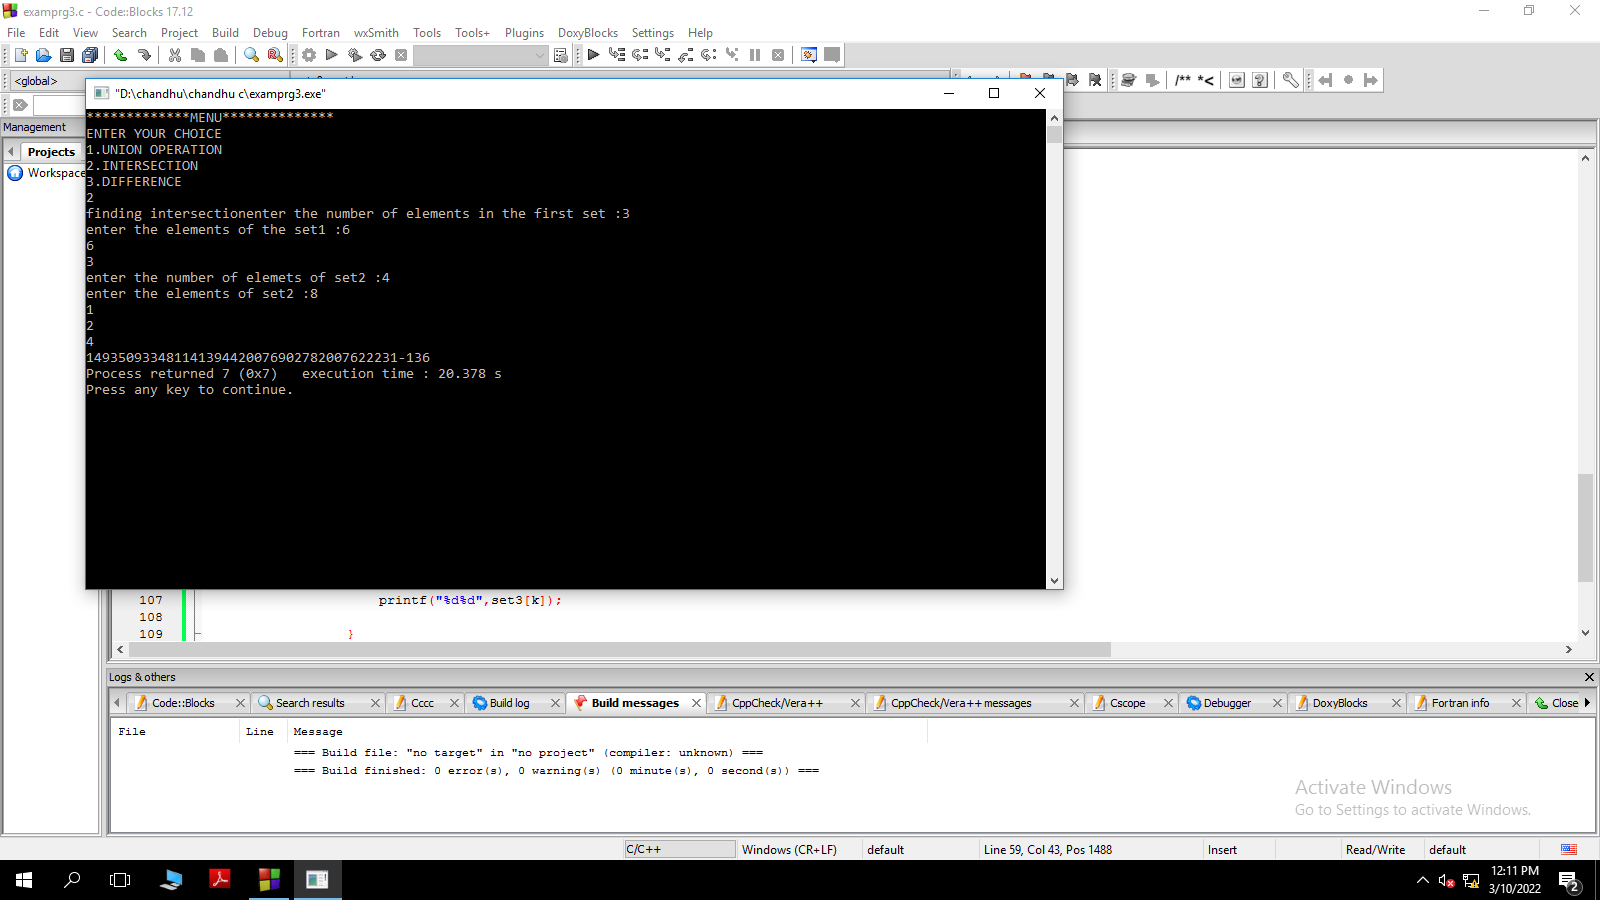 examprg3.c - Code::Blocks 17.12
File Edit View Search Project Build Debug Fortran wxSmith Tools Tools+ Plugins DoxyBlocks Settings Help
<global>
/** *<
"D:\chandhu\chandhu c\examprg3.exe"
Management
Projects
Workspace
*************MENU**************
ENTER YOUR CHOICE
1.UNION OPERATION
2.INTERSECTION
3.DIFFERENCE
2
finding intersectionenter the number of elements in the first set :3
enter the elements of the set1 :6
6
3
enter the number of elemets of set2 :4
enter the elements of set2 :8
1
2
4
149350933481141394420076902782007622231-136
Process returned 7 (0x7)   execution time : 20.378 s
Press any key to continue.
107 printf("%d%d",set3[k]);
108
109 }
Logs & others
Code::Blocks Search results Cccc Build log Build messages CppCheck/Vera++ CppCheck/Vera++ messages Cscope Debugger DoxyBlocks Fortran info Close
File Line Message
=== Build file: "no target" in "no project" (compiler: unknown) ===
=== Build finished: 0 error(s), 0 warning(s) (0 minute(s), 0 second(s)) ===
Activate Windows
Go to Settings to activate Windows.
C/C++ Windows (CR+LF) default Line 59, Col 43, Pos 1488 Insert Read/Write default
12:11 PM
3/10/2022
2